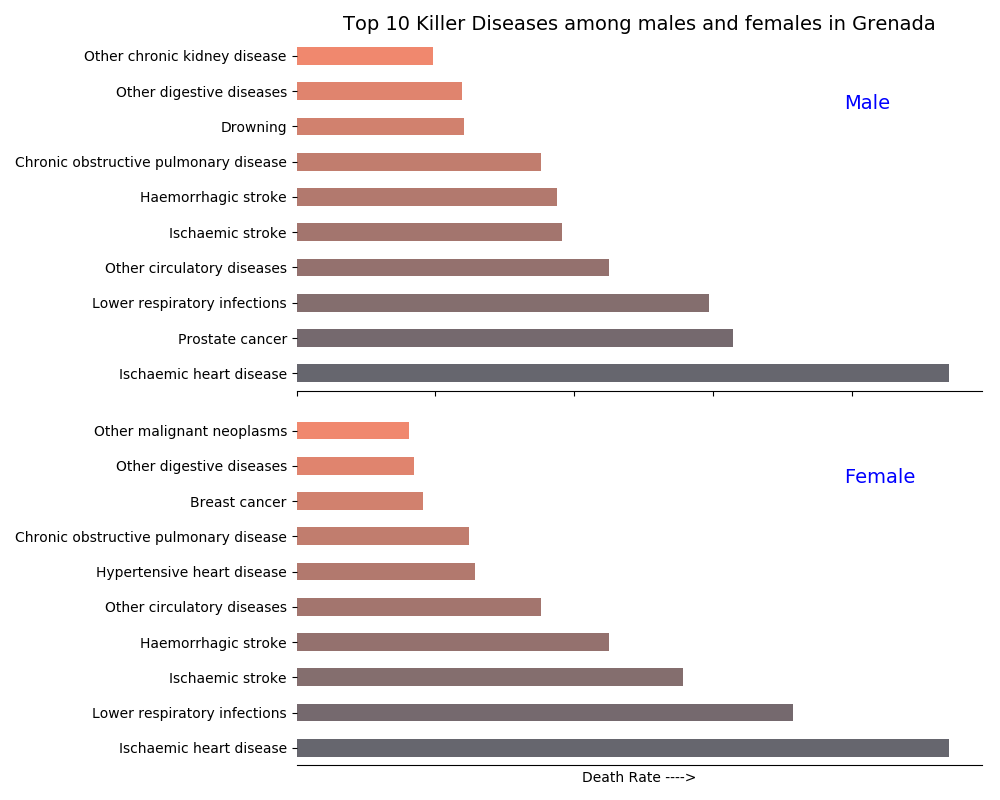 Top 10 Killer Diseases among males and females in Grenada
Other chronic kidney disease
Other digestive diseases
Male
Drowning
Chronic obstructive pulmonary disease
Haemorrhagic stroke
Ischaemic stroke
Other circulatory diseases
Lower respiratory infections
Prostate cancer
Ischaemic heart disease
Other malignant neoplasms
Other digestive diseases
Female
Breast cancer
Chronic obstructive pulmonary disease
Hypertensive heart disease
Other circulatory diseases
Haemorrhagic stroke
Ischaemic stroke
Lower respiratory infections
Ischaemic heart disease
Death Rate ---->